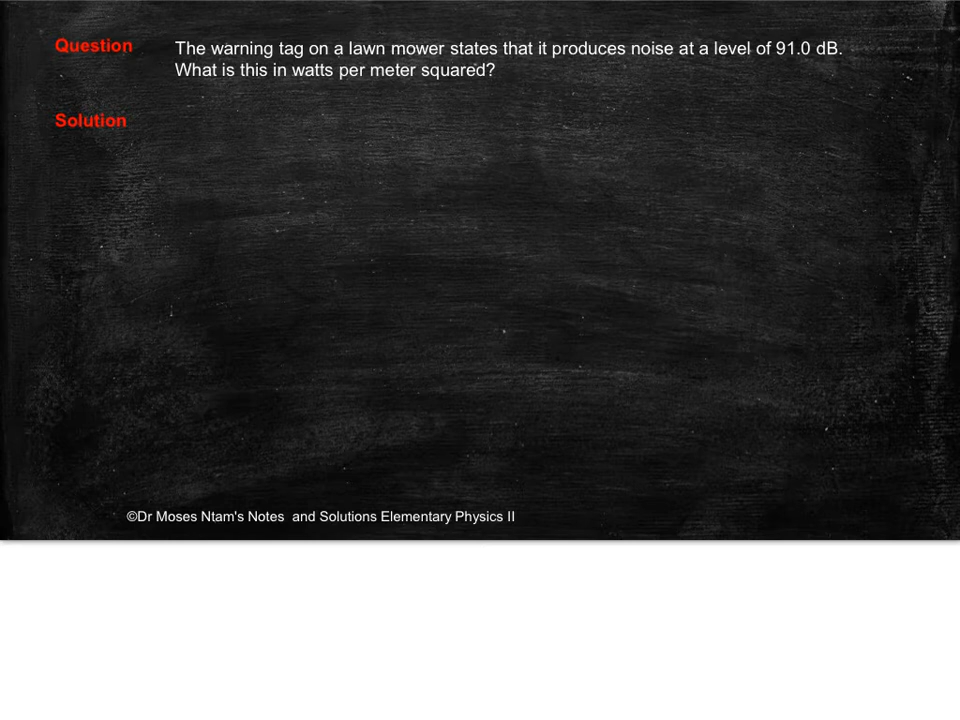 Question
The warning tag on a lawn mower states that it produces noise at a level of 91.0 dB.
What is this in watts per meter squared?
Solution
©Dr Moses Ntam's Notes  and Solutions Elementary Physics II